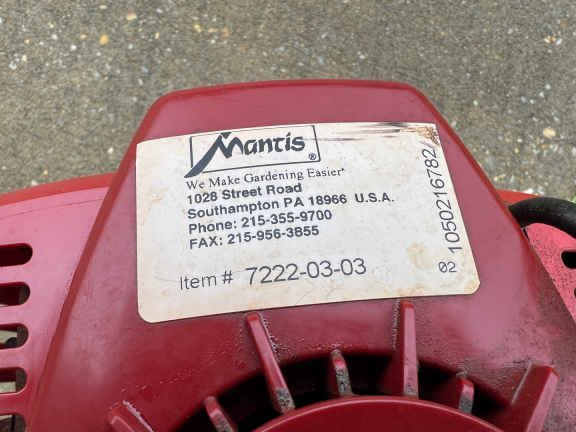 Mantis®
We Make Gardening Easier*
1028 Street Road
Southampton PA 18966 U.S.A.
Phone: 215-355-9700
FAX: 215-956-3855
Item # 7222-03-03
02 1050216782